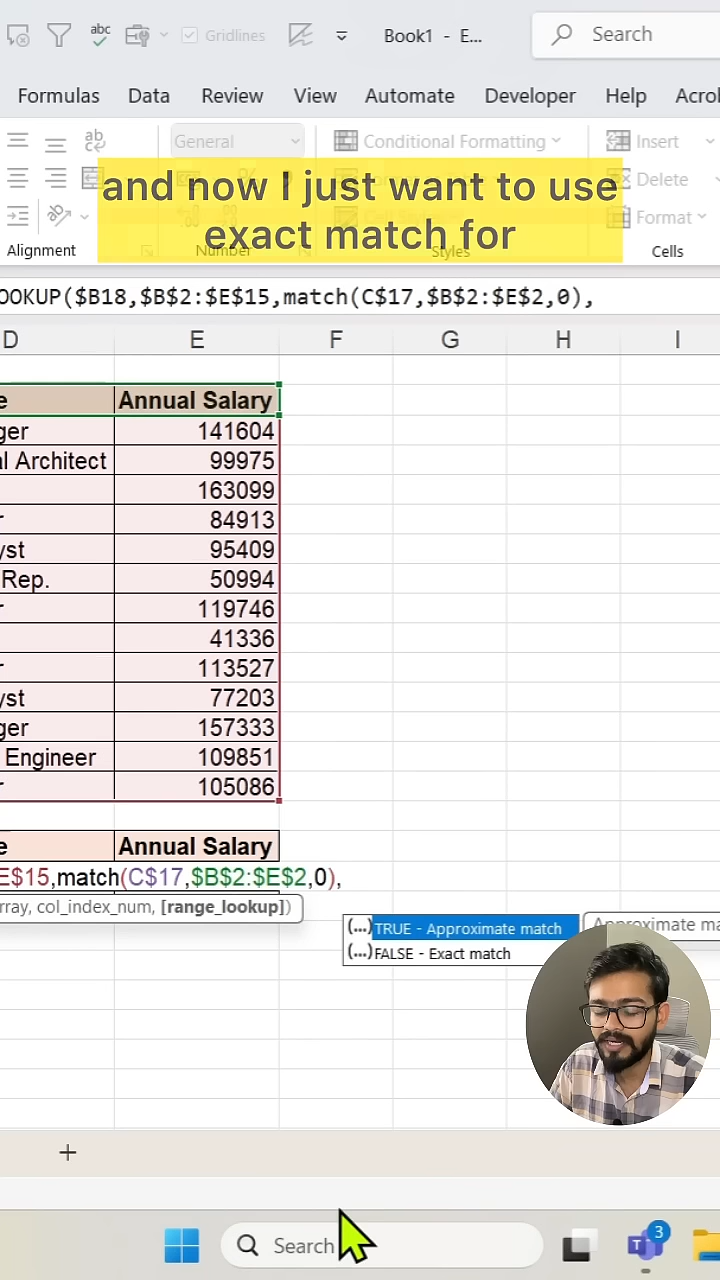 abc
Gridlines
Book1 - E...
Search
Formulas Data Review View Automate Developer Help Acrol
ab
General
Conditional Formatting
Insert
Delete
Format
Alignment
Number
Styles
Cells
and now I just want to use
exact match for
OOKUP($B18,$B$2:$E$15,match(C$17,$B$2:$E$2,0),
D E F G H I
e Annual Salary
ger 141604
al Architect 99975
163099
r 84913
yst 95409
Rep. 50994
r 119746
41336
r 113527
yst 77203
ger 157333
Engineer 109851
r 105086
e Annual Salary
E$15,match(C$17,$B$2:$E$2,0),
rray, col_index_num, [range_lookup])
(...) TRUE - Approximate match
Approximate ma
(...) FALSE - Exact match
+
Search
T
3